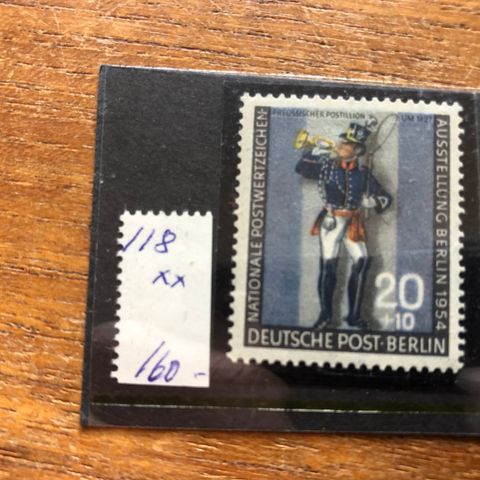 118
xx
160.-
PREUSSISCHER POSTILLION UM 1827
NATIONALE POSTWERTZEICHEN-
AUSSTELLUNG BERLIN 1954
20
+10
DEUTSCHE POST·BERLIN